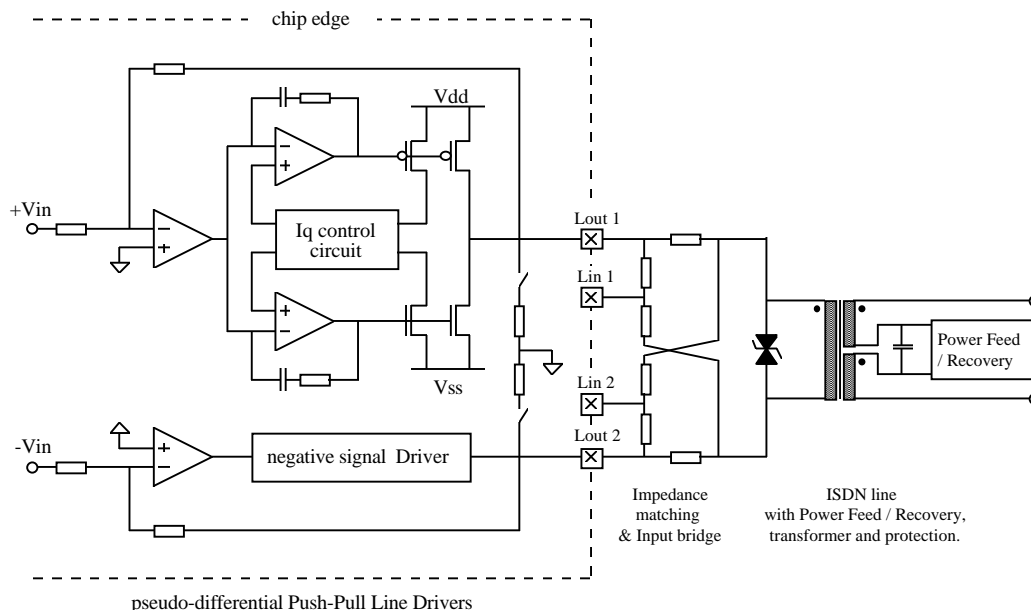 chip edge
Vdd
+Vin
−
+
−
+
Iq control
circuit
+
−
Vss
Lout 1
Lin 1
Lin 2
Lout 2
Power Feed
/ Recovery
-Vin
+
−
negative signal Driver
Impedance
matching
& Input bridge
ISDN line
with Power Feed / Recovery,
transformer and protection.
pseudo-differential Push-Pull Line Drivers